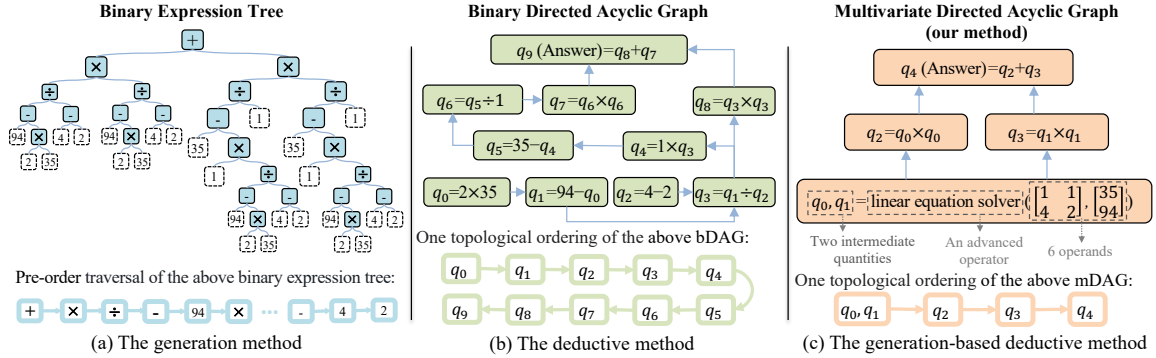 Binary Expression Tree
+
× ×
÷ ÷ ÷ ÷
- - - - - 1 - 1
94 × 4 2 94 × 4 2 35 × 35 ×
2 35 2 35 1 ÷ 1 ÷
- - - -
94 × 4 2 94 × 4 2
2 35 2 35
Pre-order traversal of the above binary expression tree:
+ × ÷ - 94 × ··· - 4 2
(a) The generation method
Binary Directed Acyclic Graph
q₉ (Answer)=q₈+q₇
q₆=q₅÷1 q₇=q₆×q₆ q₈=q₃×q₃
q₅=35−q₄ q₄=1×q₃
q₀=2×35 q₁=94−q₀ q₂=4−2 q₃=q₁÷q₂
One topological ordering of the above bDAG:
q₀ q₁ q₂ q₃ q₄
q₉ q₈ q₇ q₆ q₅
(b) The deductive method
Multivariate Directed Acyclic Graph
(our method)
q₄ (Answer)=q₂+q₃
q₂=q₀×q₀ q₃=q₁×q₁
q₀, q₁ = linear equation solver([1 1 4 2], [35 94])
Two intermediate quantities
An advanced operator
6 operands
One topological ordering of the above mDAG:
q₀, q₁ q₂ q₃ q₄
(c) The generation-based deductive method